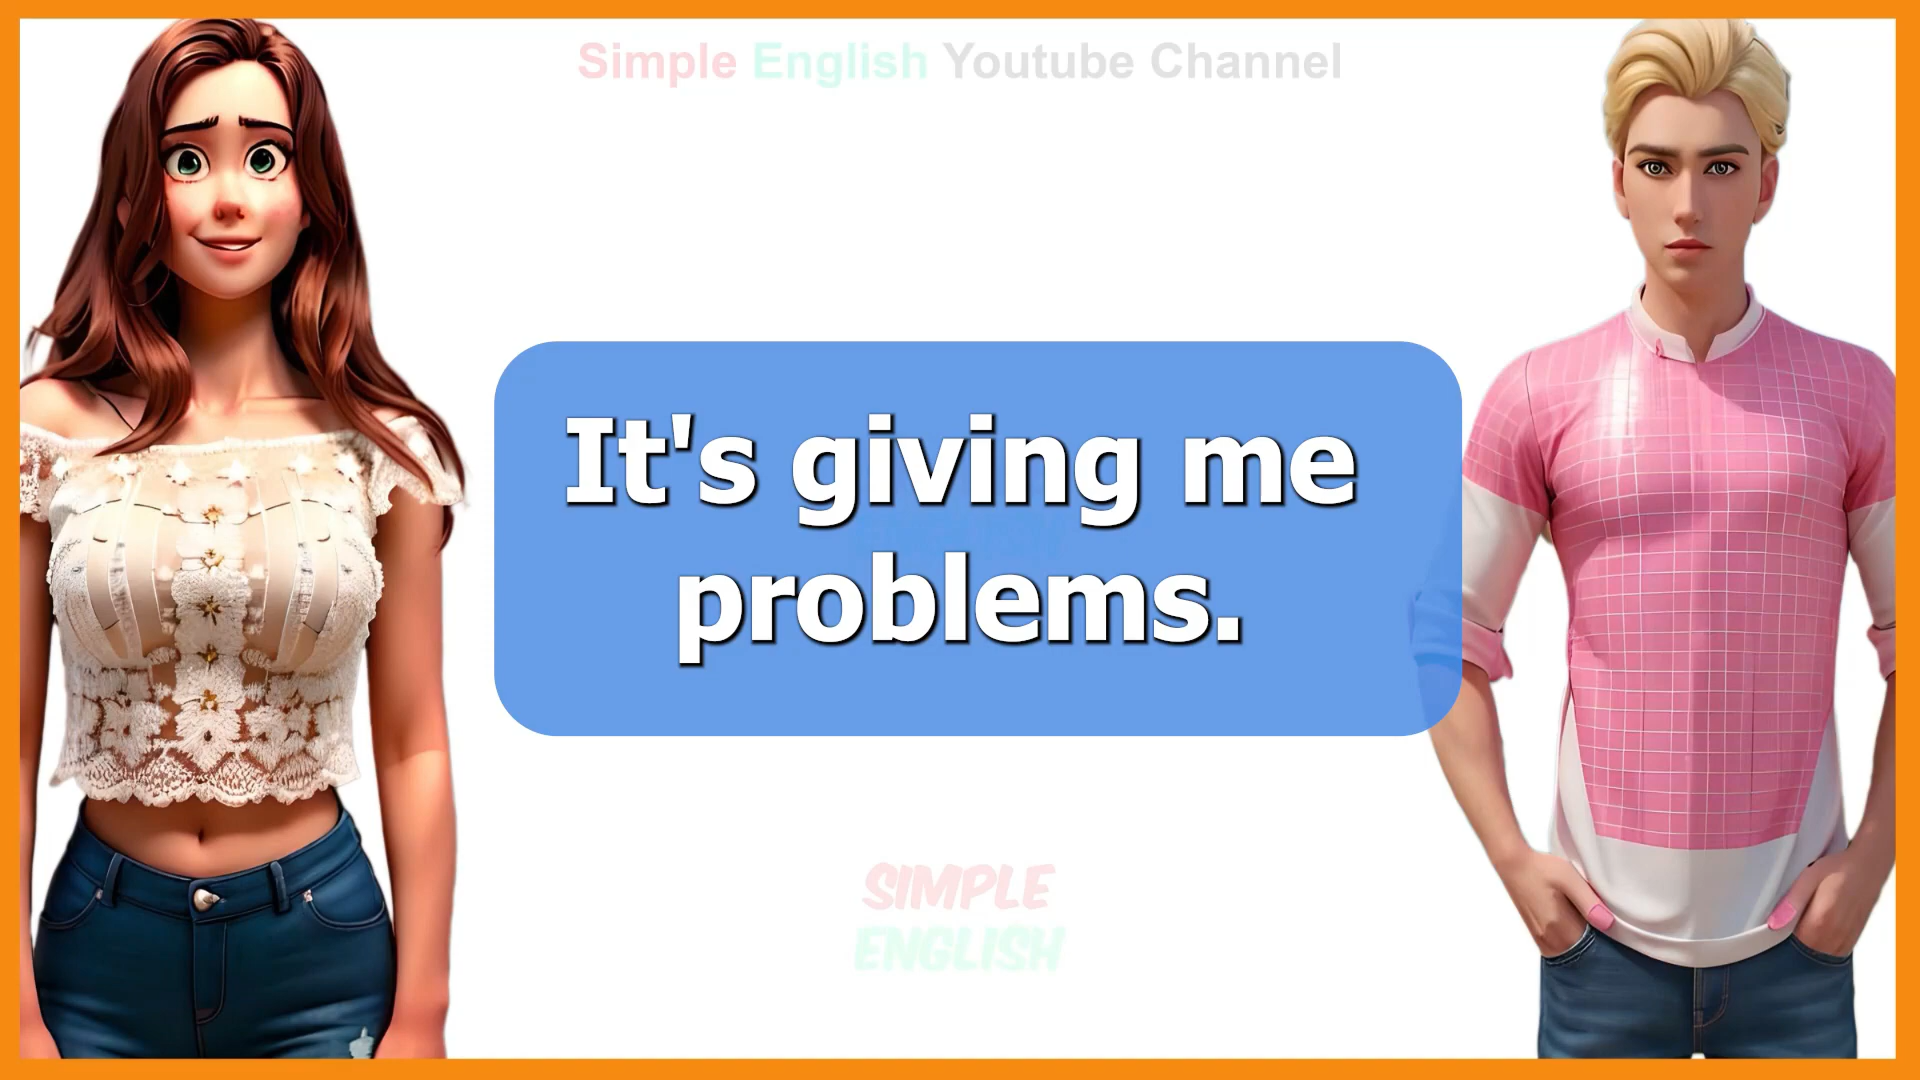 Simple English Youtube Channel
It's giving me
problems.
SIMPLE
ENGLISH